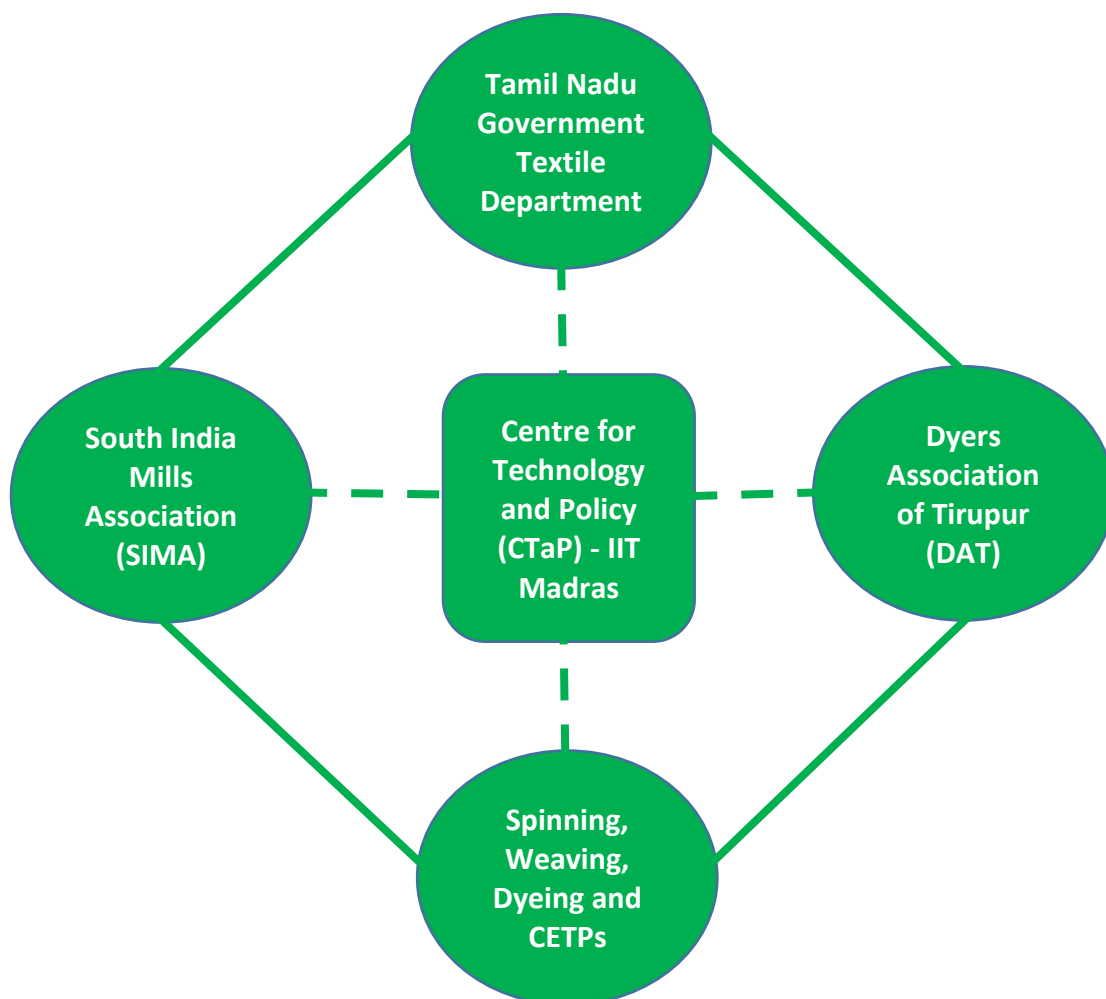 Tamil Nadu
Government
Textile
Department
South India
Mills
Association
(SIMA)
Centre for
Technology
and Policy
(CTaP) - IIT
Madras
Dyers
Association
of Tirupur
(DAT)
Spinning,
Weaving,
Dyeing and
CETPs